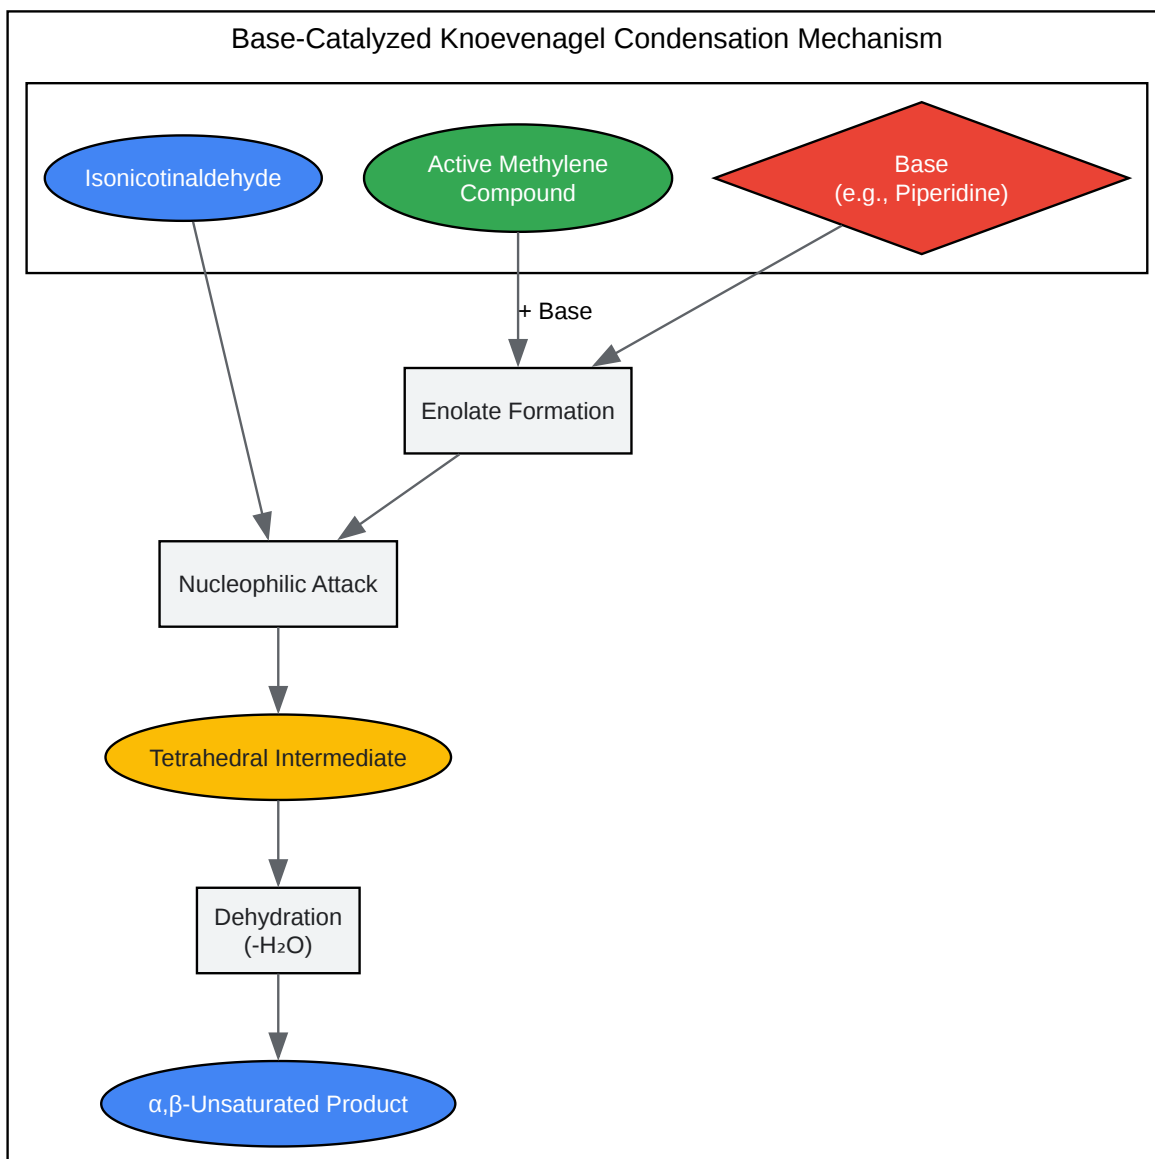 Base-Catalyzed Knoevenagel Condensation Mechanism
Isonicotinaldehyde
Active Methylene
Compound
Base
(e.g., Piperidine)
+ Base
Enolate Formation
Nucleophilic Attack
Tetrahedral Intermediate
Dehydration
(-H₂O)
α,β-Unsaturated Product